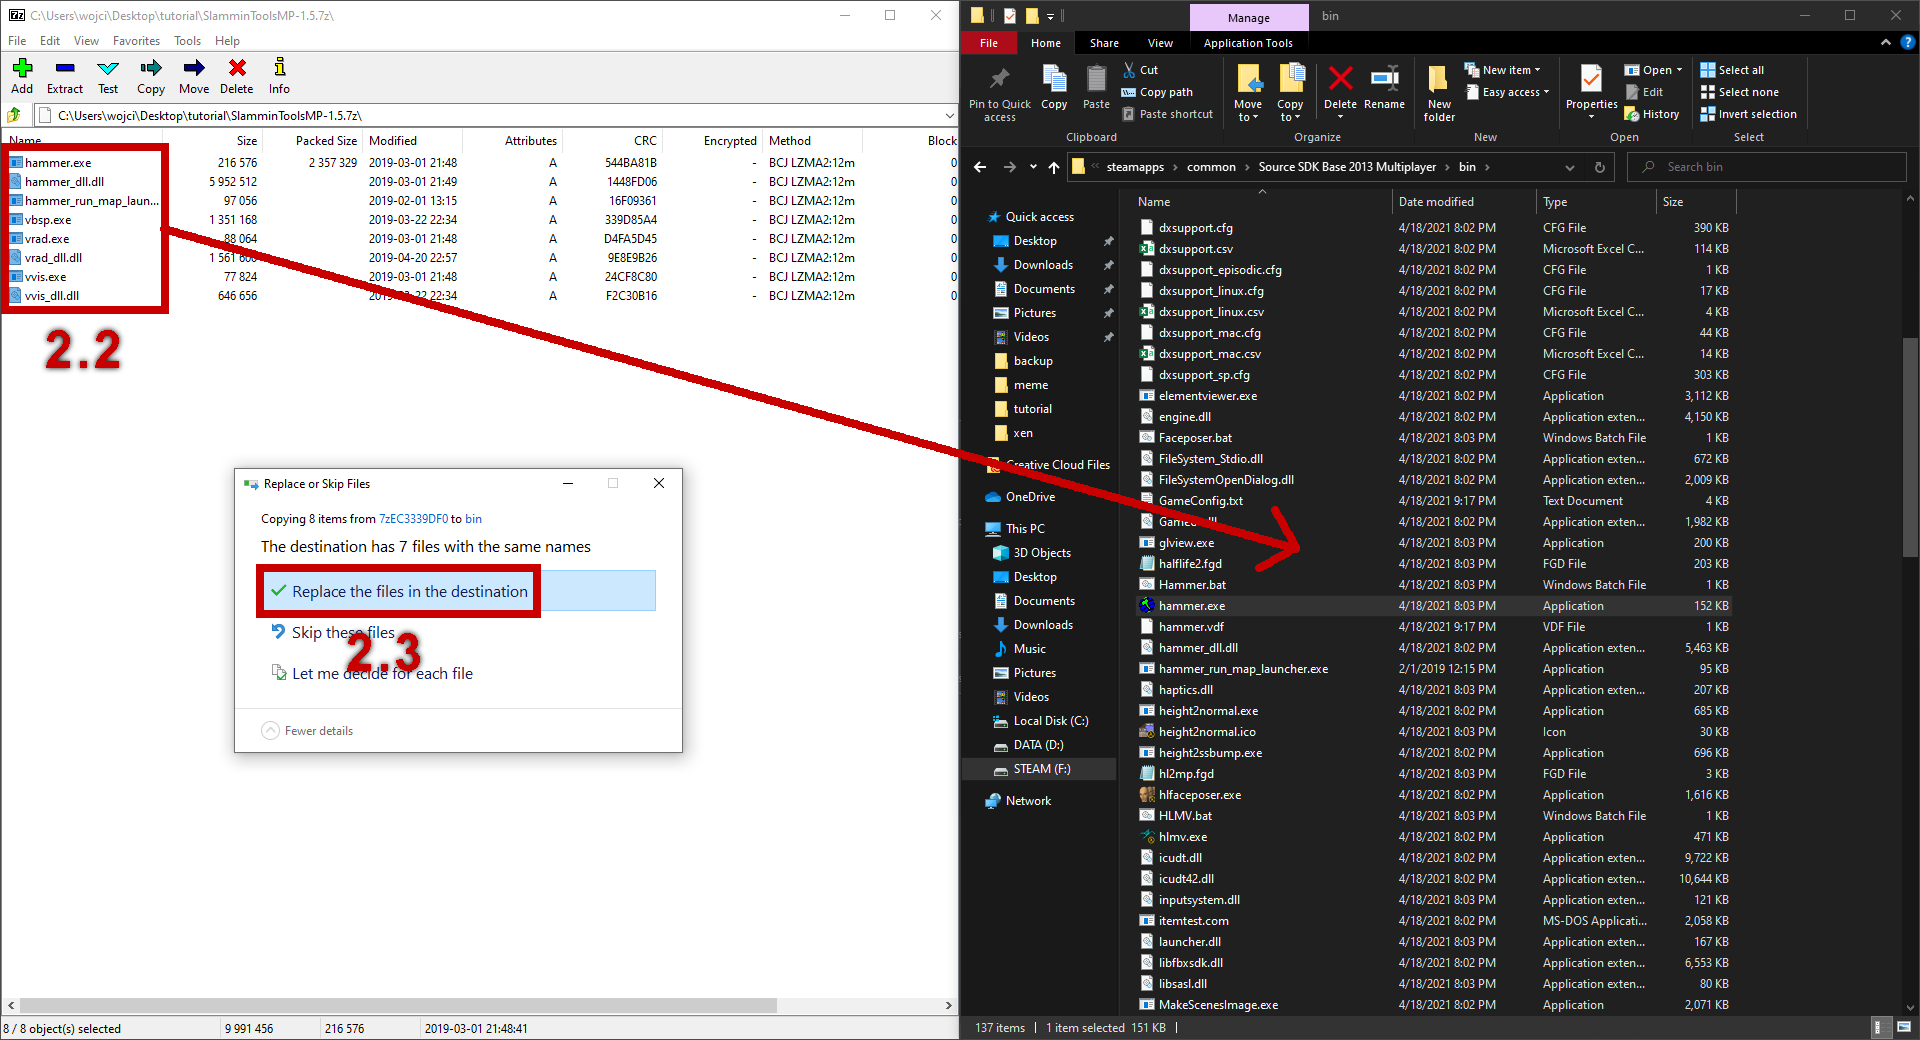 C:\Users\wojci\Desktop\tutorial\SlamminToolsMP-1.5.7z\
File Edit View Favorites Tools Help
Add Extract Test Copy Move Delete Info
C:\Users\wojci\Desktop\tutorial\SlamminToolsMP-1.5.7z\
Name Size Packed Size Modified Attributes CRC Encrypted Method Block
hammer.exe 216 576 2 357 329 2019-03-01 21:48 A 544BA81B - BCJ LZMA2:12m 0
hammer_dll.dll 5 952 512 2019-03-01 21:49 A 1448FD06 - BCJ LZMA2:12m 0
hammer_run_map_laun... 97 056 2019-02-01 13:15 A 16F09361 - BCJ LZMA2:12m 0
vbsp.exe 1 351 168 2019-03-22 22:34 A 339D85A4 - BCJ LZMA2:12m 0
vrad.exe 88 064 2019-03-01 21:48 A D4FA5D45 - BCJ LZMA2:12m 0
vrad_dll.dll 1 561 600 2019-04-20 22:57 A 9E8E9B26 - BCJ LZMA2:12m 0
vvis.exe 77 824 2019-03-01 21:48 A 24CF8C80 - BCJ LZMA2:12m 0
vvis_dll.dll 646 656 2019-03-22 22:34 A F2C30B16 - BCJ LZMA2:12m 0
2.2
Replace or Skip Files
Copying 8 items from 7zEC3339DF0 to bin
The destination has 7 files with the same names
Replace the files in the destination
Skip these files
2.3
Let me decide for each file
Fewer details
8 / 8 object(s) selected 9 991 456 216 576 2019-03-01 21:48:41
Manage bin
File Home Share View Application Tools
Pin to Quick access
Copy
Paste
Cut
Copy path
Paste shortcut
Clipboard
Move to
Copy to
Delete
Rename
Organize
New folder
New item
Easy access
New
Properties
Open
Edit
History
Open
Select all
Select none
Invert selection
Select
« steamapps › common › Source SDK Base 2013 Multiplayer › bin ›
Search bin
Quick access
Desktop
Downloads
Documents
Pictures
Videos
backup
meme
tutorial
xen
Creative Cloud Files
OneDrive
This PC
3D Objects
Desktop
Documents
Downloads
Music
Pictures
Videos
Local Disk (C:)
DATA (D:)
STEAM (F:)
Network
Name Date modified Type Size
dxsupport.cfg 4/18/2021 8:02 PM CFG File 390 KB
dxsupport.csv 4/18/2021 8:02 PM Microsoft Excel C... 114 KB
dxsupport_episodic.cfg 4/18/2021 8:02 PM CFG File 1 KB
dxsupport_linux.cfg 4/18/2021 8:02 PM CFG File 17 KB
dxsupport_linux.csv 4/18/2021 8:02 PM Microsoft Excel C... 4 KB
dxsupport_mac.cfg 4/18/2021 8:02 PM CFG File 44 KB
dxsupport_mac.csv 4/18/2021 8:02 PM Microsoft Excel C... 14 KB
dxsupport_sp.cfg 4/18/2021 8:02 PM CFG File 303 KB
elementviewer.exe 4/18/2021 8:02 PM Application 3,112 KB
engine.dll 4/18/2021 8:02 PM Application exten... 4,150 KB
Faceposer.bat 4/18/2021 8:03 PM Windows Batch File 1 KB
FileSystem_Stdio.dll 4/18/2021 8:02 PM Application exten... 672 KB
FileSystemOpenDialog.dll 4/18/2021 8:02 PM Application exten... 2,009 KB
GameConfig.txt 4/18/2021 9:17 PM Text Document 4 KB
4/18/2021 8:02 PM Application exten... 1,982 KB
glview.exe 4/18/2021 8:03 PM Application 200 KB
halflife2.fgd 4/18/2021 8:03 PM FGD File 203 KB
Hammer.bat 4/18/2021 8:03 PM Windows Batch File 1 KB
hammer.exe 4/18/2021 8:03 PM Application 152 KB
hammer.vdf 4/18/2021 9:17 PM VDF File 1 KB
hammer_dll.dll 4/18/2021 8:02 PM Application exten... 5,463 KB
hammer_run_map_launcher.exe 2/1/2019 12:15 PM Application 95 KB
haptics.dll 4/18/2021 8:03 PM Application exten... 207 KB
height2normal.exe 4/18/2021 8:03 PM Application 685 KB
height2normal.ico 4/18/2021 8:03 PM Icon 30 KB
height2ssbump.exe 4/18/2021 8:03 PM Application 696 KB
hl2mp.fgd 4/18/2021 8:03 PM FGD File 3 KB
hlfaceposer.exe 4/18/2021 8:02 PM Application 1,616 KB
HLMV.bat 4/18/2021 8:03 PM Windows Batch File 1 KB
hlmv.exe 4/18/2021 8:02 PM Application 471 KB
icudt.dll 4/18/2021 8:02 PM Application exten... 9,722 KB
icudt42.dll 4/18/2021 8:02 PM Application exten... 10,644 KB
inputsystem.dll 4/18/2021 8:03 PM Application exten... 121 KB
itemtest.com 4/18/2021 8:02 PM MS-DOS Applicati... 2,058 KB
launcher.dll 4/18/2021 8:03 PM Application exten... 167 KB
libfbxsdk.dll 4/18/2021 8:02 PM Application exten... 6,553 KB
libsasl.dll 4/18/2021 8:03 PM Application exten... 80 KB
MakeScenesImage.exe 4/18/2021 8:02 PM Application 2,071 KB
137 items 1 item selected 151 KB